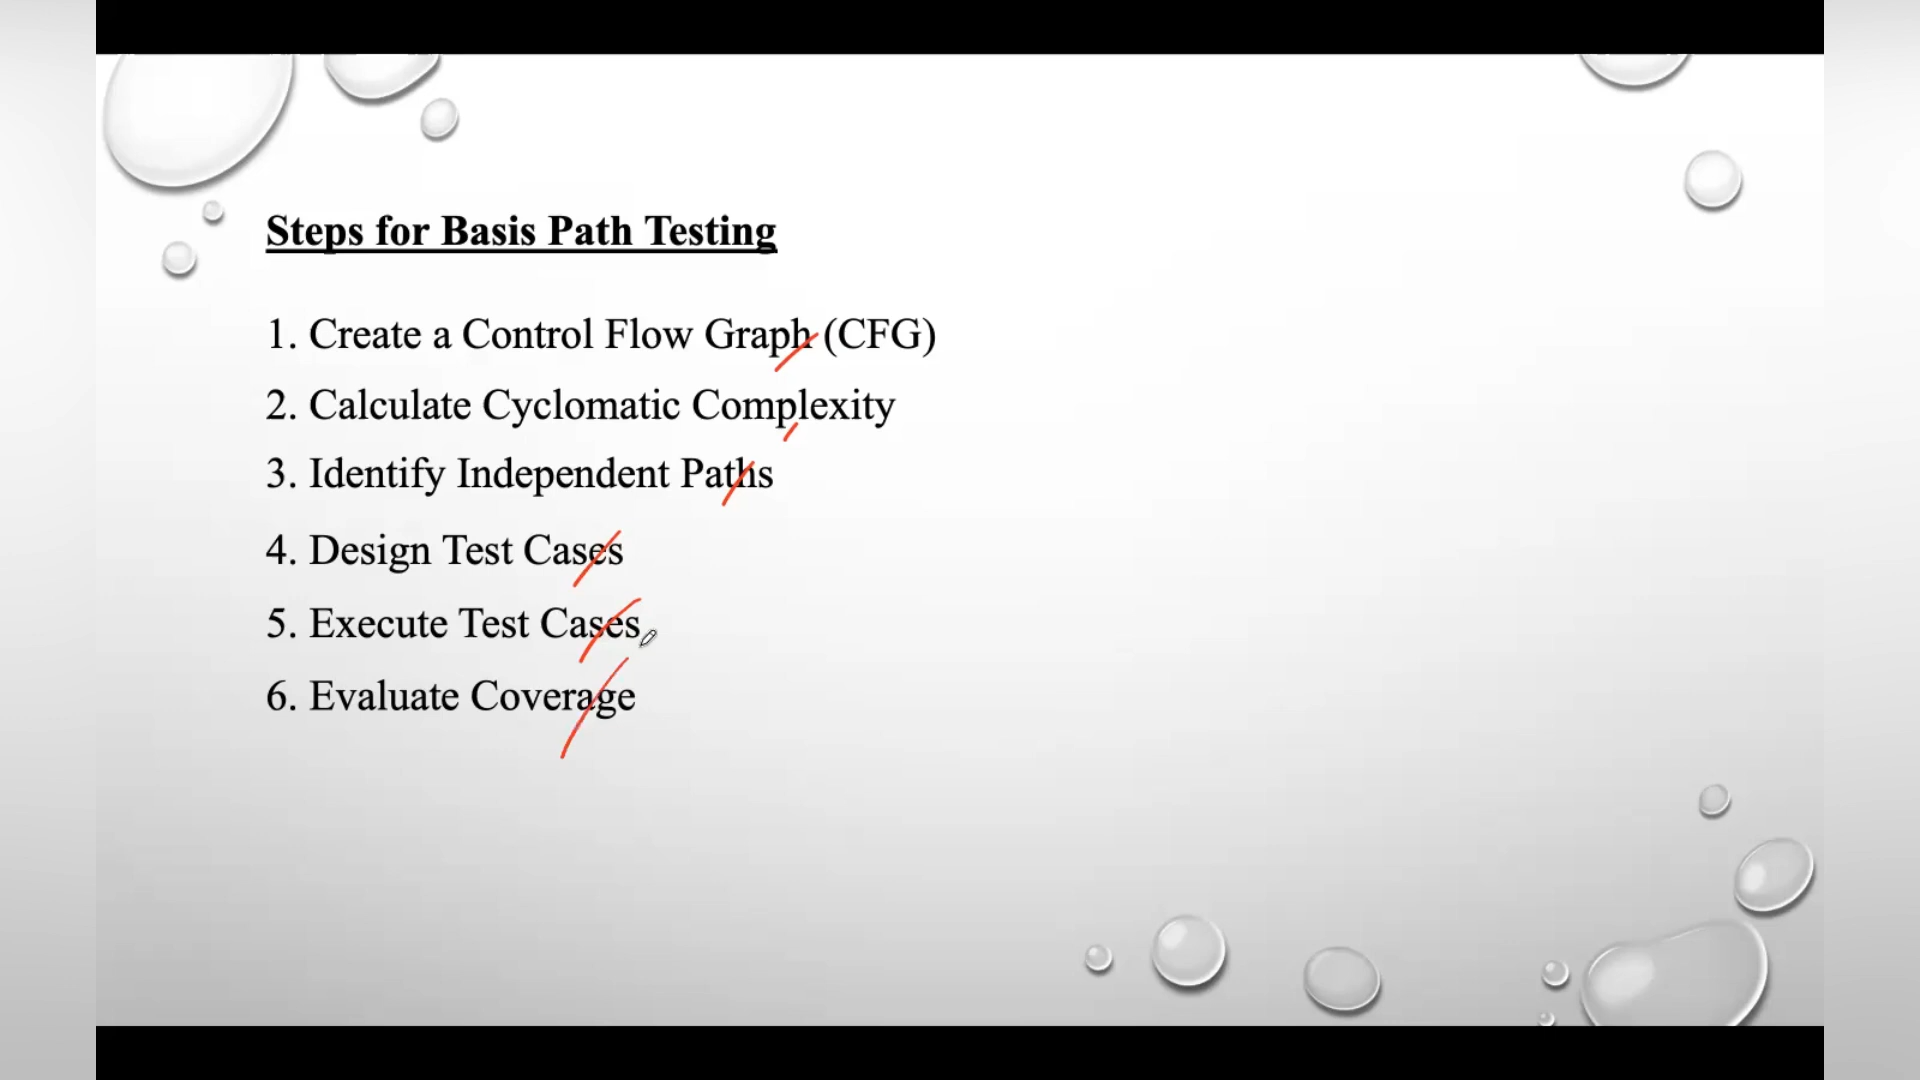 Steps for Basis Path Testing
1. Create a Control Flow Graph (CFG)
2. Calculate Cyclomatic Complexity
3. Identify Independent Paths
4. Design Test Cases
5. Execute Test Cases
6. Evaluate Coverage